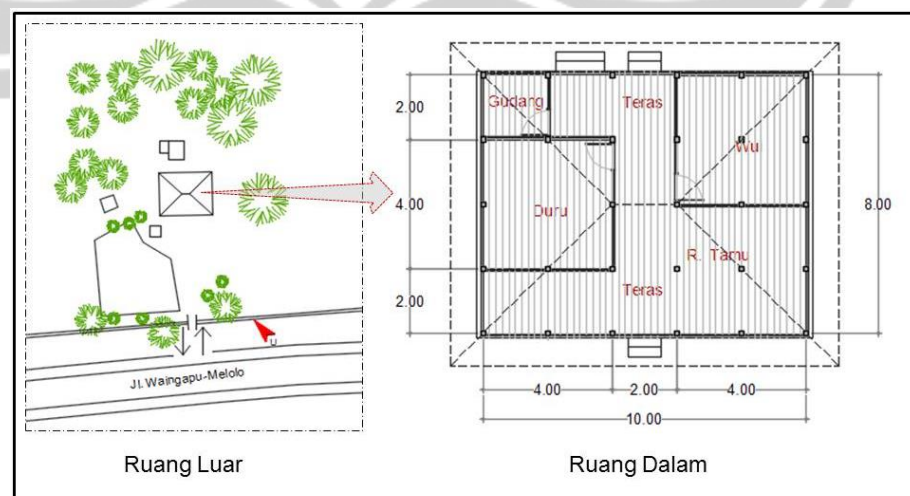 Gudang
Teras
Wu
Duru
R. Tamu
Teras
2.00
4.00
2.00
8.00
4.00
2.00
4.00
10.00
U
Jl. Waingapu-Melolo
Ruang Luar
Ruang Dalam